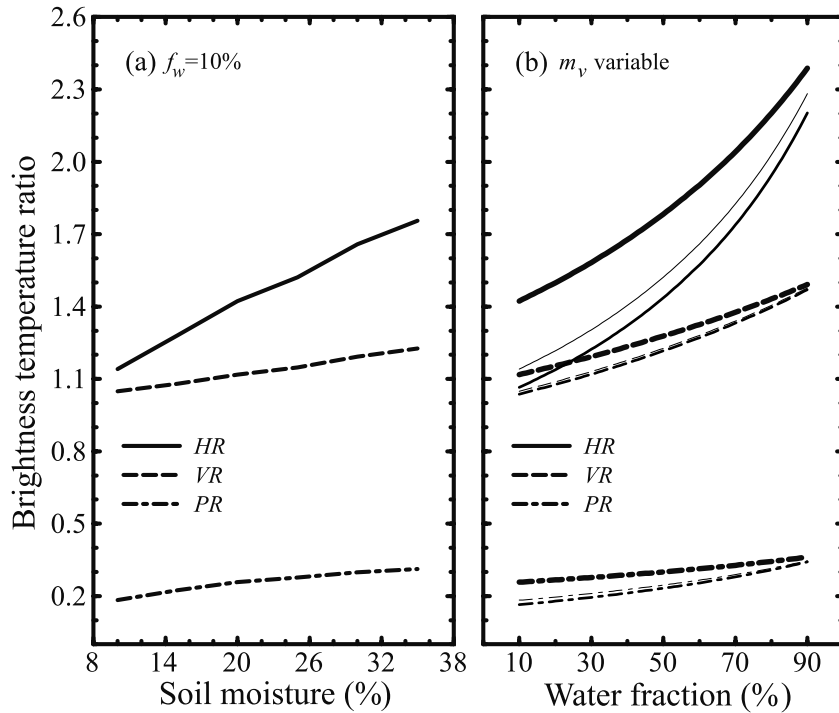 Brightness temperature ratio
2.6
2.3
2.0
1.7
1.4
1.1
0.8
0.5
0.2
(a) f_w=10%
HR
VR
PR
8 14 20 26 32 38
Soil moisture (%)
(b) m_v variable
HR
VR
PR
10 30 50 70 90
Water fraction (%)